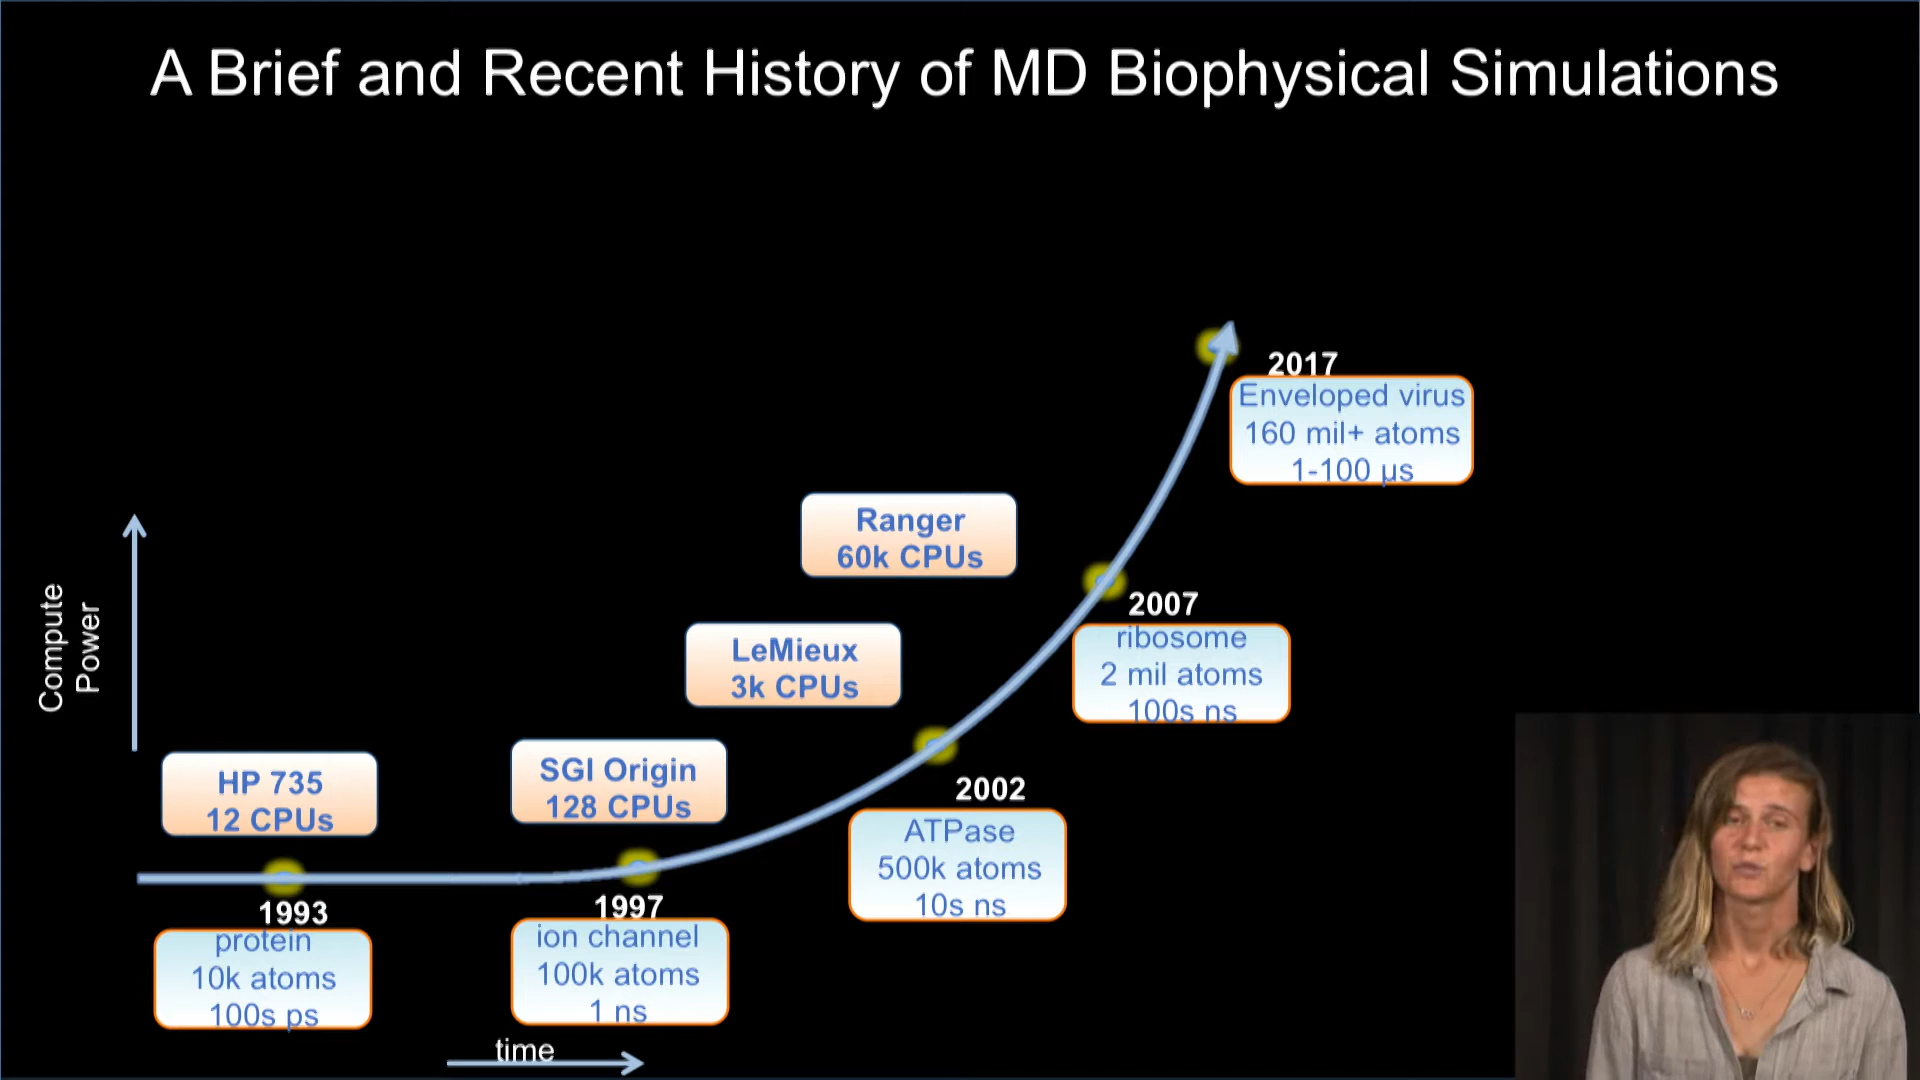 A Brief and Recent History of MD Biophysical Simulations
2017
Enveloped virus
160 mil+ atoms
1-100 µs
Ranger
60k CPUs
2007
ribosome
2 mil atoms
100s ns
Compute
Power
LeMieux
3k CPUs
2002
ATPase
500k atoms
10s ns
HP 735
12 CPUs
SGI Origin
128 CPUs
1993
protein
10k atoms
100s ps
1997
ion channel
100k atoms
1 ns
time